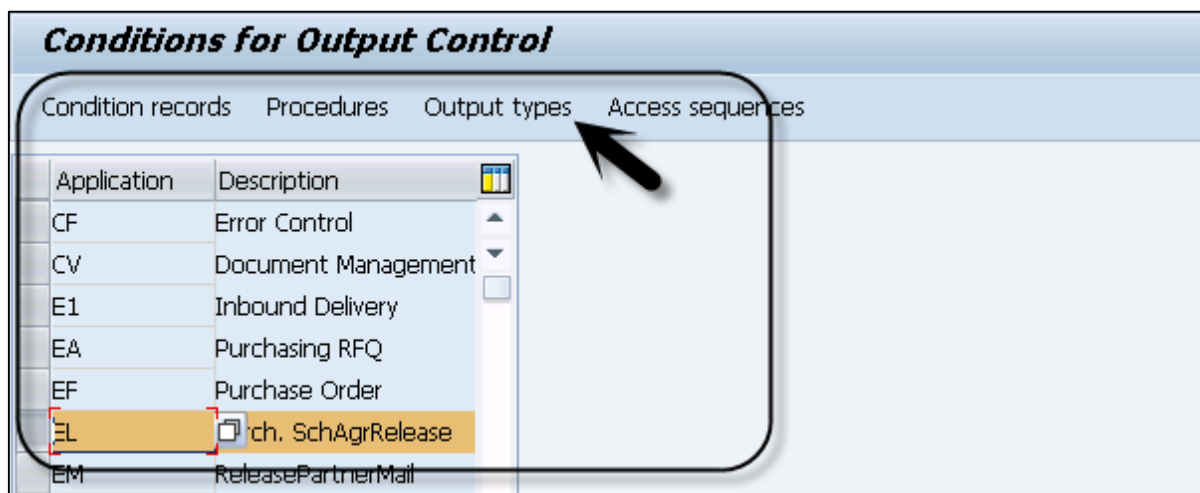 Conditions for Output Control
Condition records Procedures Output types Access sequences
Application Description
CF Error Control
CV Document Management
E1 Inbound Delivery
EA Purchasing RFQ
EF Purchase Order
EL rch. SchAgrRelease
EM ReleasePartnerMail